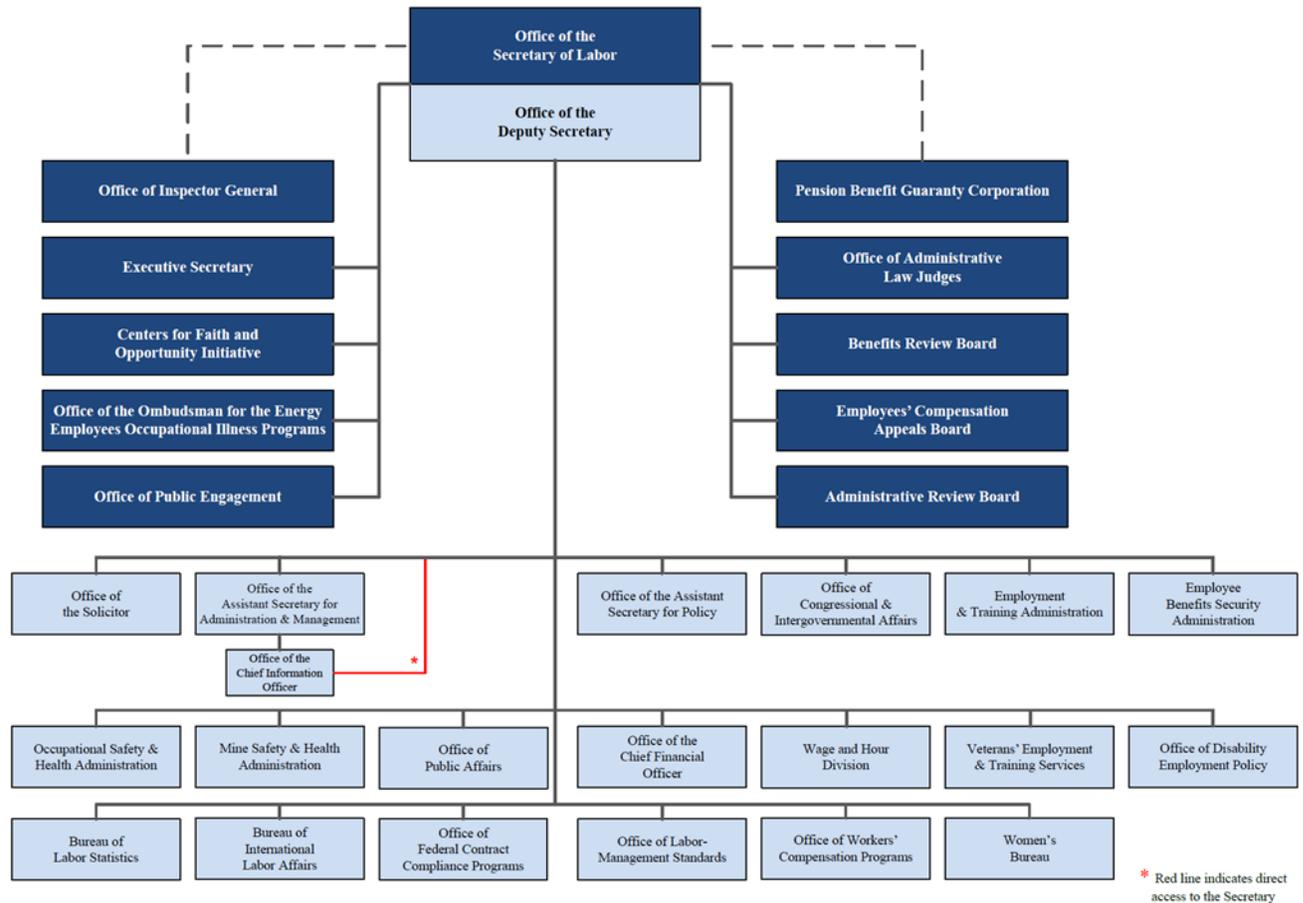 Office of the
Secretary of Labor
Office of the
Deputy Secretary
Office of Inspector General
Pension Benefit Guaranty Corporation
Executive Secretary
Office of Administrative
Law Judges
Centers for Faith and
Opportunity Initiative
Benefits Review Board
Office of the Ombudsman for the Energy
Employees Occupational Illness Programs
Employees’ Compensation
Appeals Board
Office of Public Engagement
Administrative Review Board
Office of
the Solicitor
Office of the
Assistant Secretary for
Administration & Management
Office of the Assistant
Secretary for Policy
Office of
Congressional &
Intergovernmental Affairs
Employment
& Training Administration
Employee
Benefits Security
Administration
Office of the
Chief Information
Officer
*
Occupational Safety &
Health Administration
Mine Safety & Health
Administration
Office of
Public Affairs
Office of the
Chief Financial
Officer
Wage and Hour
Division
Veterans’ Employment
& Training Services
Office of Disability
Employment Policy
Bureau of
Labor Statistics
Bureau of
International
Labor Affairs
Office of
Federal Contract
Compliance Programs
Office of Labor-
Management Standards
Office of Workers’
Compensation Programs
Women’s
Bureau
* Red line indicates direct
access to the Secretary